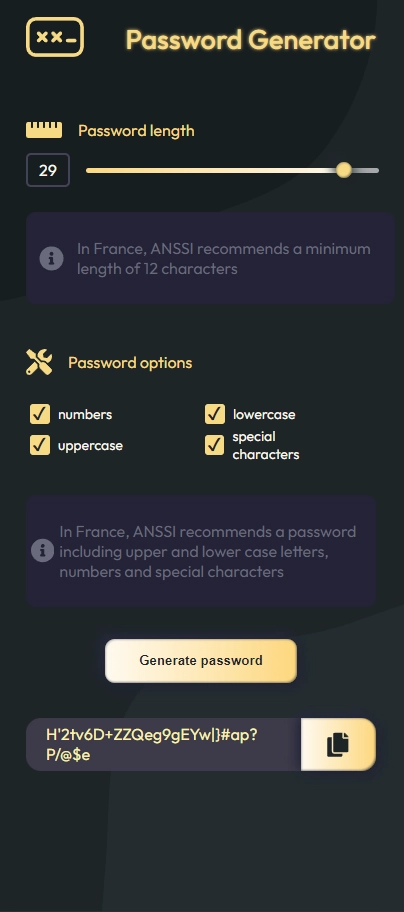 xx_
Password Generator
Password length
29
In France, ANSSI recommends a minimum
length of 12 characters
Password options
numbers
lowercase
uppercase
special
characters
In France, ANSSI recommends a password
including upper and lower case letters,
numbers and special characters
Generate password
H'2tv6D+ZZQeg9gEYw|}#ap?
P/@$e